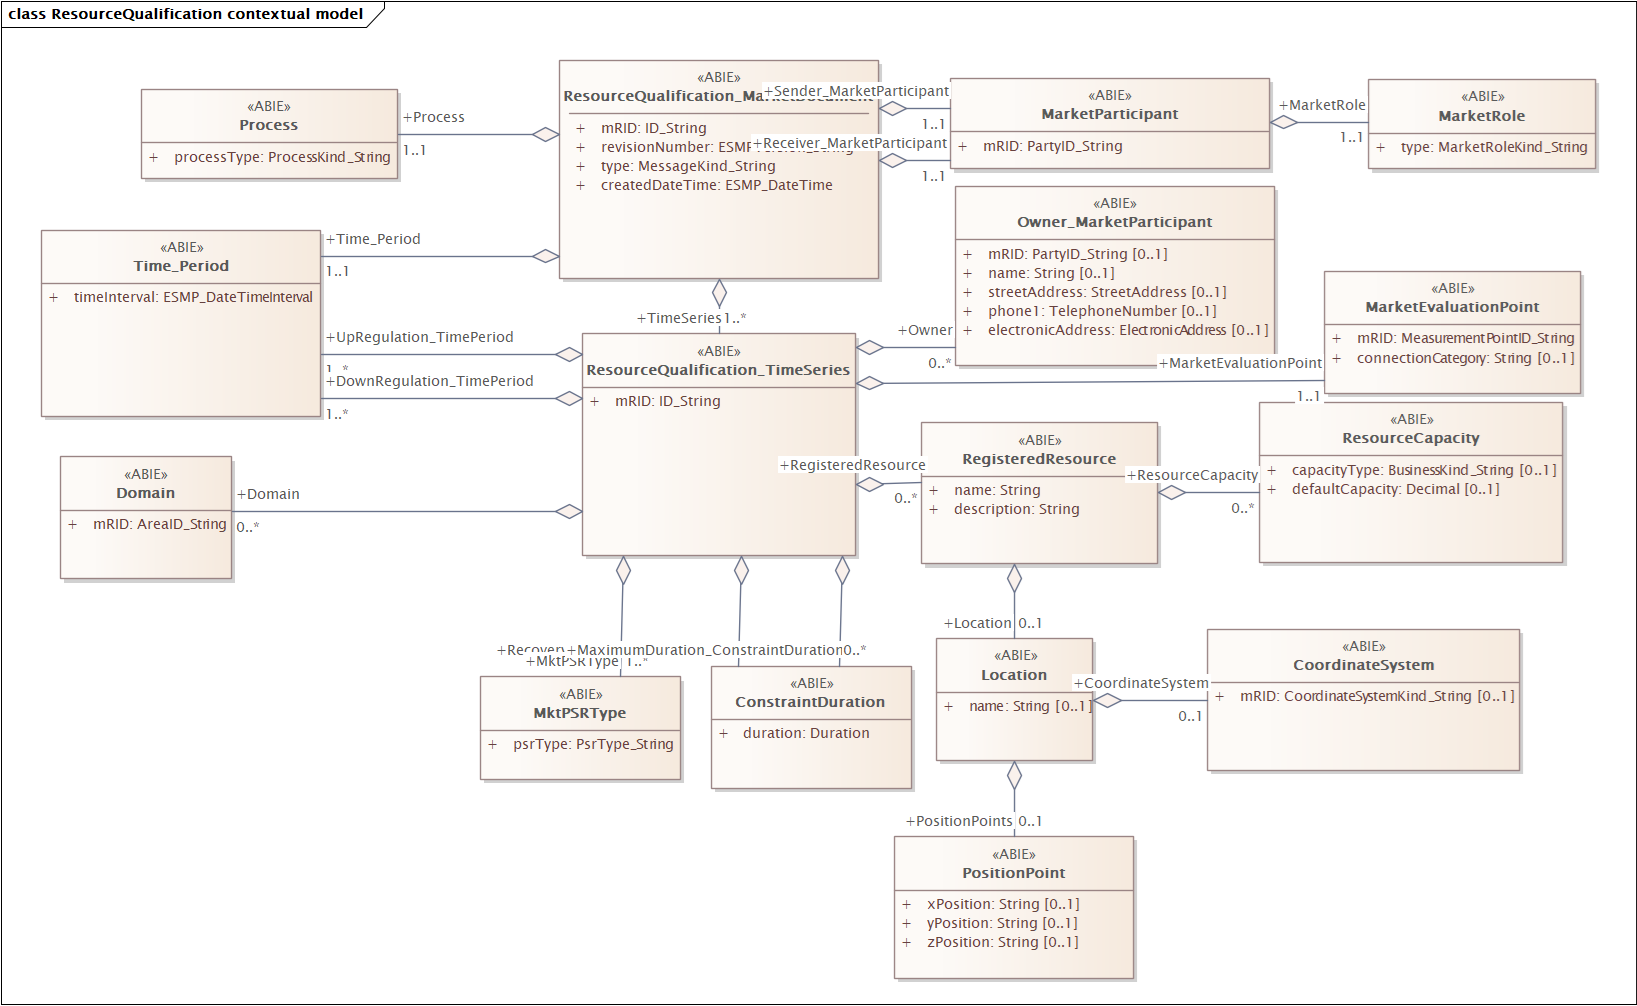 class ResourceQualification contextual model
«ABIE»
Process
+ processType: ProcessKind_String
+Process
1..1
«ABIE»
ResourceQualification_MarketDocument
+ mRID: ID_String
+ revisionNumber: ESMP_Version_String
+ type: MessageKind_String
+ createdDateTime: ESMP_DateTime
+Sender_MarketParticipant
1..1
+Receiver_MarketParticipant
1..1
«ABIE»
MarketParticipant
+ mRID: PartyID_String
+MarketRole
1..1
«ABIE»
MarketRole
+ type: MarketRoleKind_String
«ABIE»
Time_Period
+ timeInterval: ESMP_DateTimeInterval
+Time_Period
1..1
+UpRegulation_TimePeriod
1..*
+DownRegulation_TimePeriod
1..*
+TimeSeries 1..*
«ABIE»
ResourceQualification_TimeSeries
+ mRID: ID_String
+Owner
0..*
«ABIE»
Owner_MarketParticipant
+ mRID: PartyID_String [0..1]
+ name: String [0..1]
+ streetAddress: StreetAddress [0..1]
+ phone1: TelephoneNumber [0..1]
+ electronicAddress: ElectronicAddress [0..1]
+MarketEvaluationPoint
1..1
«ABIE»
MarketEvaluationPoint
+ mRID: MeasurementPointID_String
+ connectionCategory: String [0..1]
«ABIE»
Domain
+ mRID: AreaID_String
+Domain
0..*
+RegisteredResource
0..*
«ABIE»
RegisteredResource
+ name: String
+ description: String
+ResourceCapacity
0..*
«ABIE»
ResourceCapacity
+ capacityType: BusinessKind_String [0..1]
+ defaultCapacity: Decimal [0..1]
+Recovery
+MaximumDuration_ConstraintDuration 0..*
+MktPSRType 1..*
«ABIE»
MktPSRType
+ psrType: PsrType_String
«ABIE»
ConstraintDuration
+ duration: Duration
+Location 0..1
«ABIE»
Location
+ name: String [0..1]
+CoordinateSystem
0..1
«ABIE»
CoordinateSystem
+ mRID: CoordinateSystemKind_String [0..1]
+PositionPoints 0..1
«ABIE»
PositionPoint
+ xPosition: String [0..1]
+ yPosition: String [0..1]
+ zPosition: String [0..1]